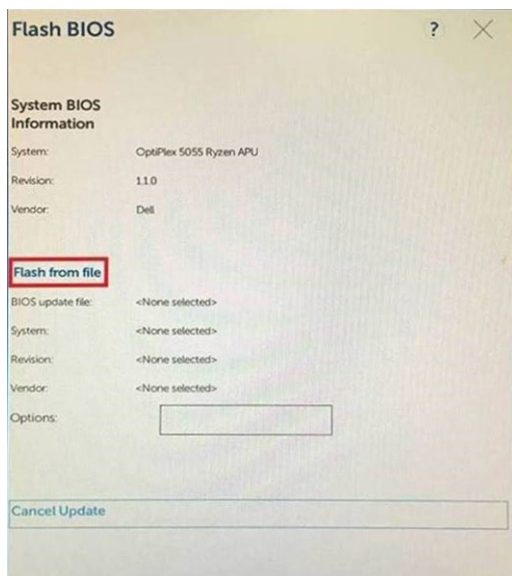 Flash BIOS ?
System BIOS
Information
System: OptiPlex 5055 Ryzen APU
Revision: 1.1.0
Vendor: Dell
Flash from file
BIOS update file: <None selected>
System: <None selected>
Revision: <None selected>
Vendor: <None selected>
Options:
Cancel Update